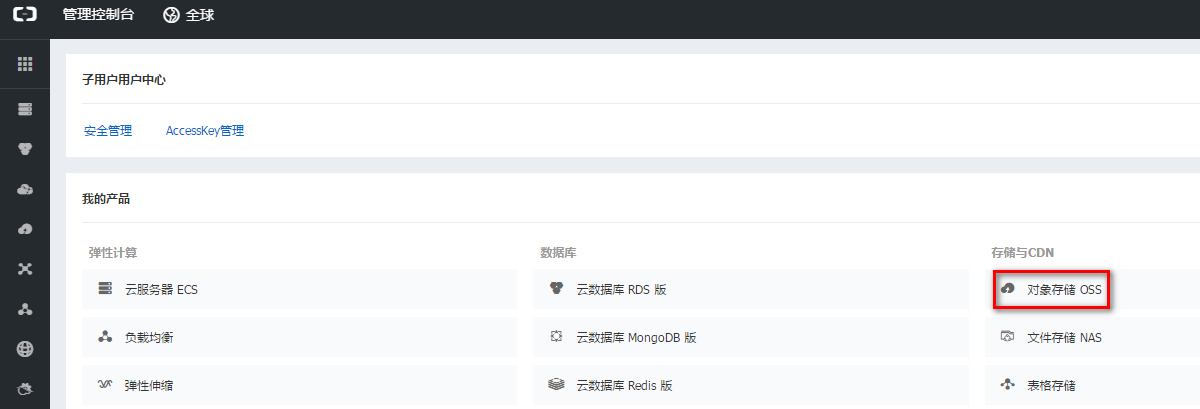 管理控制台 全球
子用户用户中心
安全管理 AccessKey管理
我的产品
弹性计算 数据库 存储与CDN
云服务器 ECS 云数据库 RDS 版 对象存储 OSS
负载均衡 云数据库 MongoDB 版 文件存储 NAS
弹性伸缩 云数据库 Redis 版 表格存储